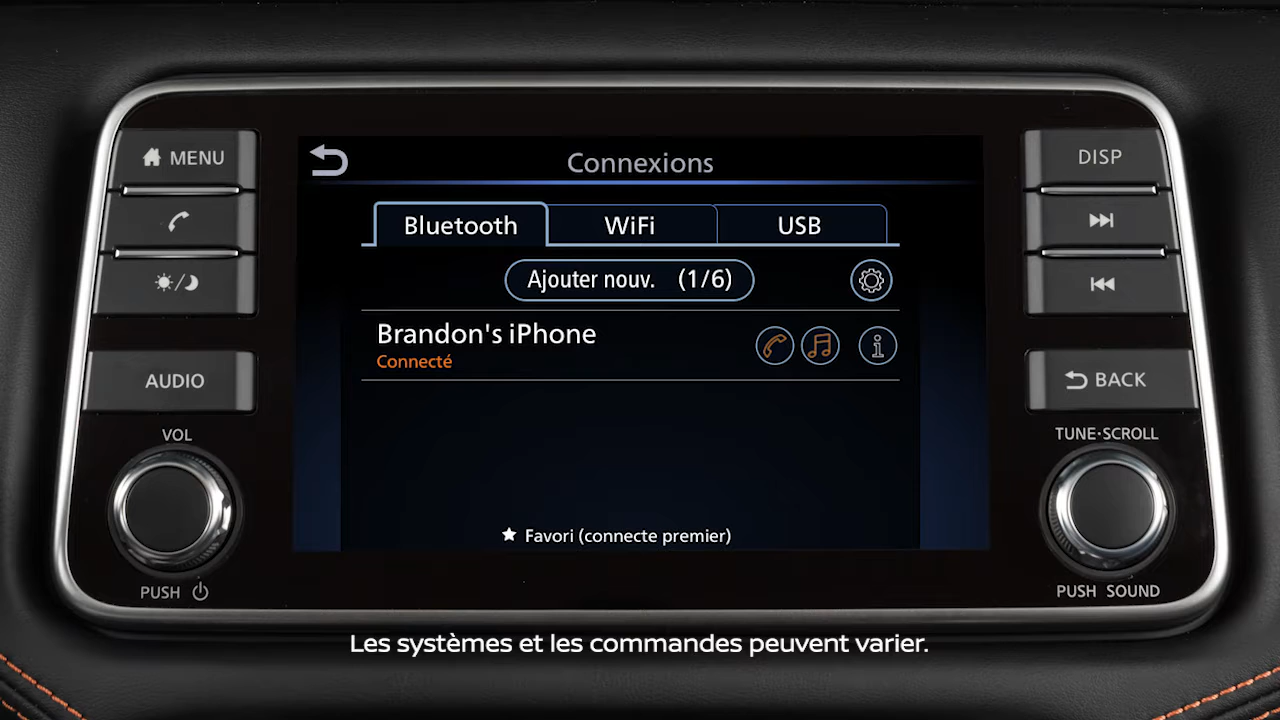 MENU
DISP
Connexions
Bluetooth
WiFi
USB
Ajouter nouv. (1/6)
Brandon's iPhone
Connecté
AUDIO
BACK
VOL
TUNE·SCROLL
Favori (connecte premier)
PUSH
PUSH SOUND
Les systèmes et les commandes peuvent varier.